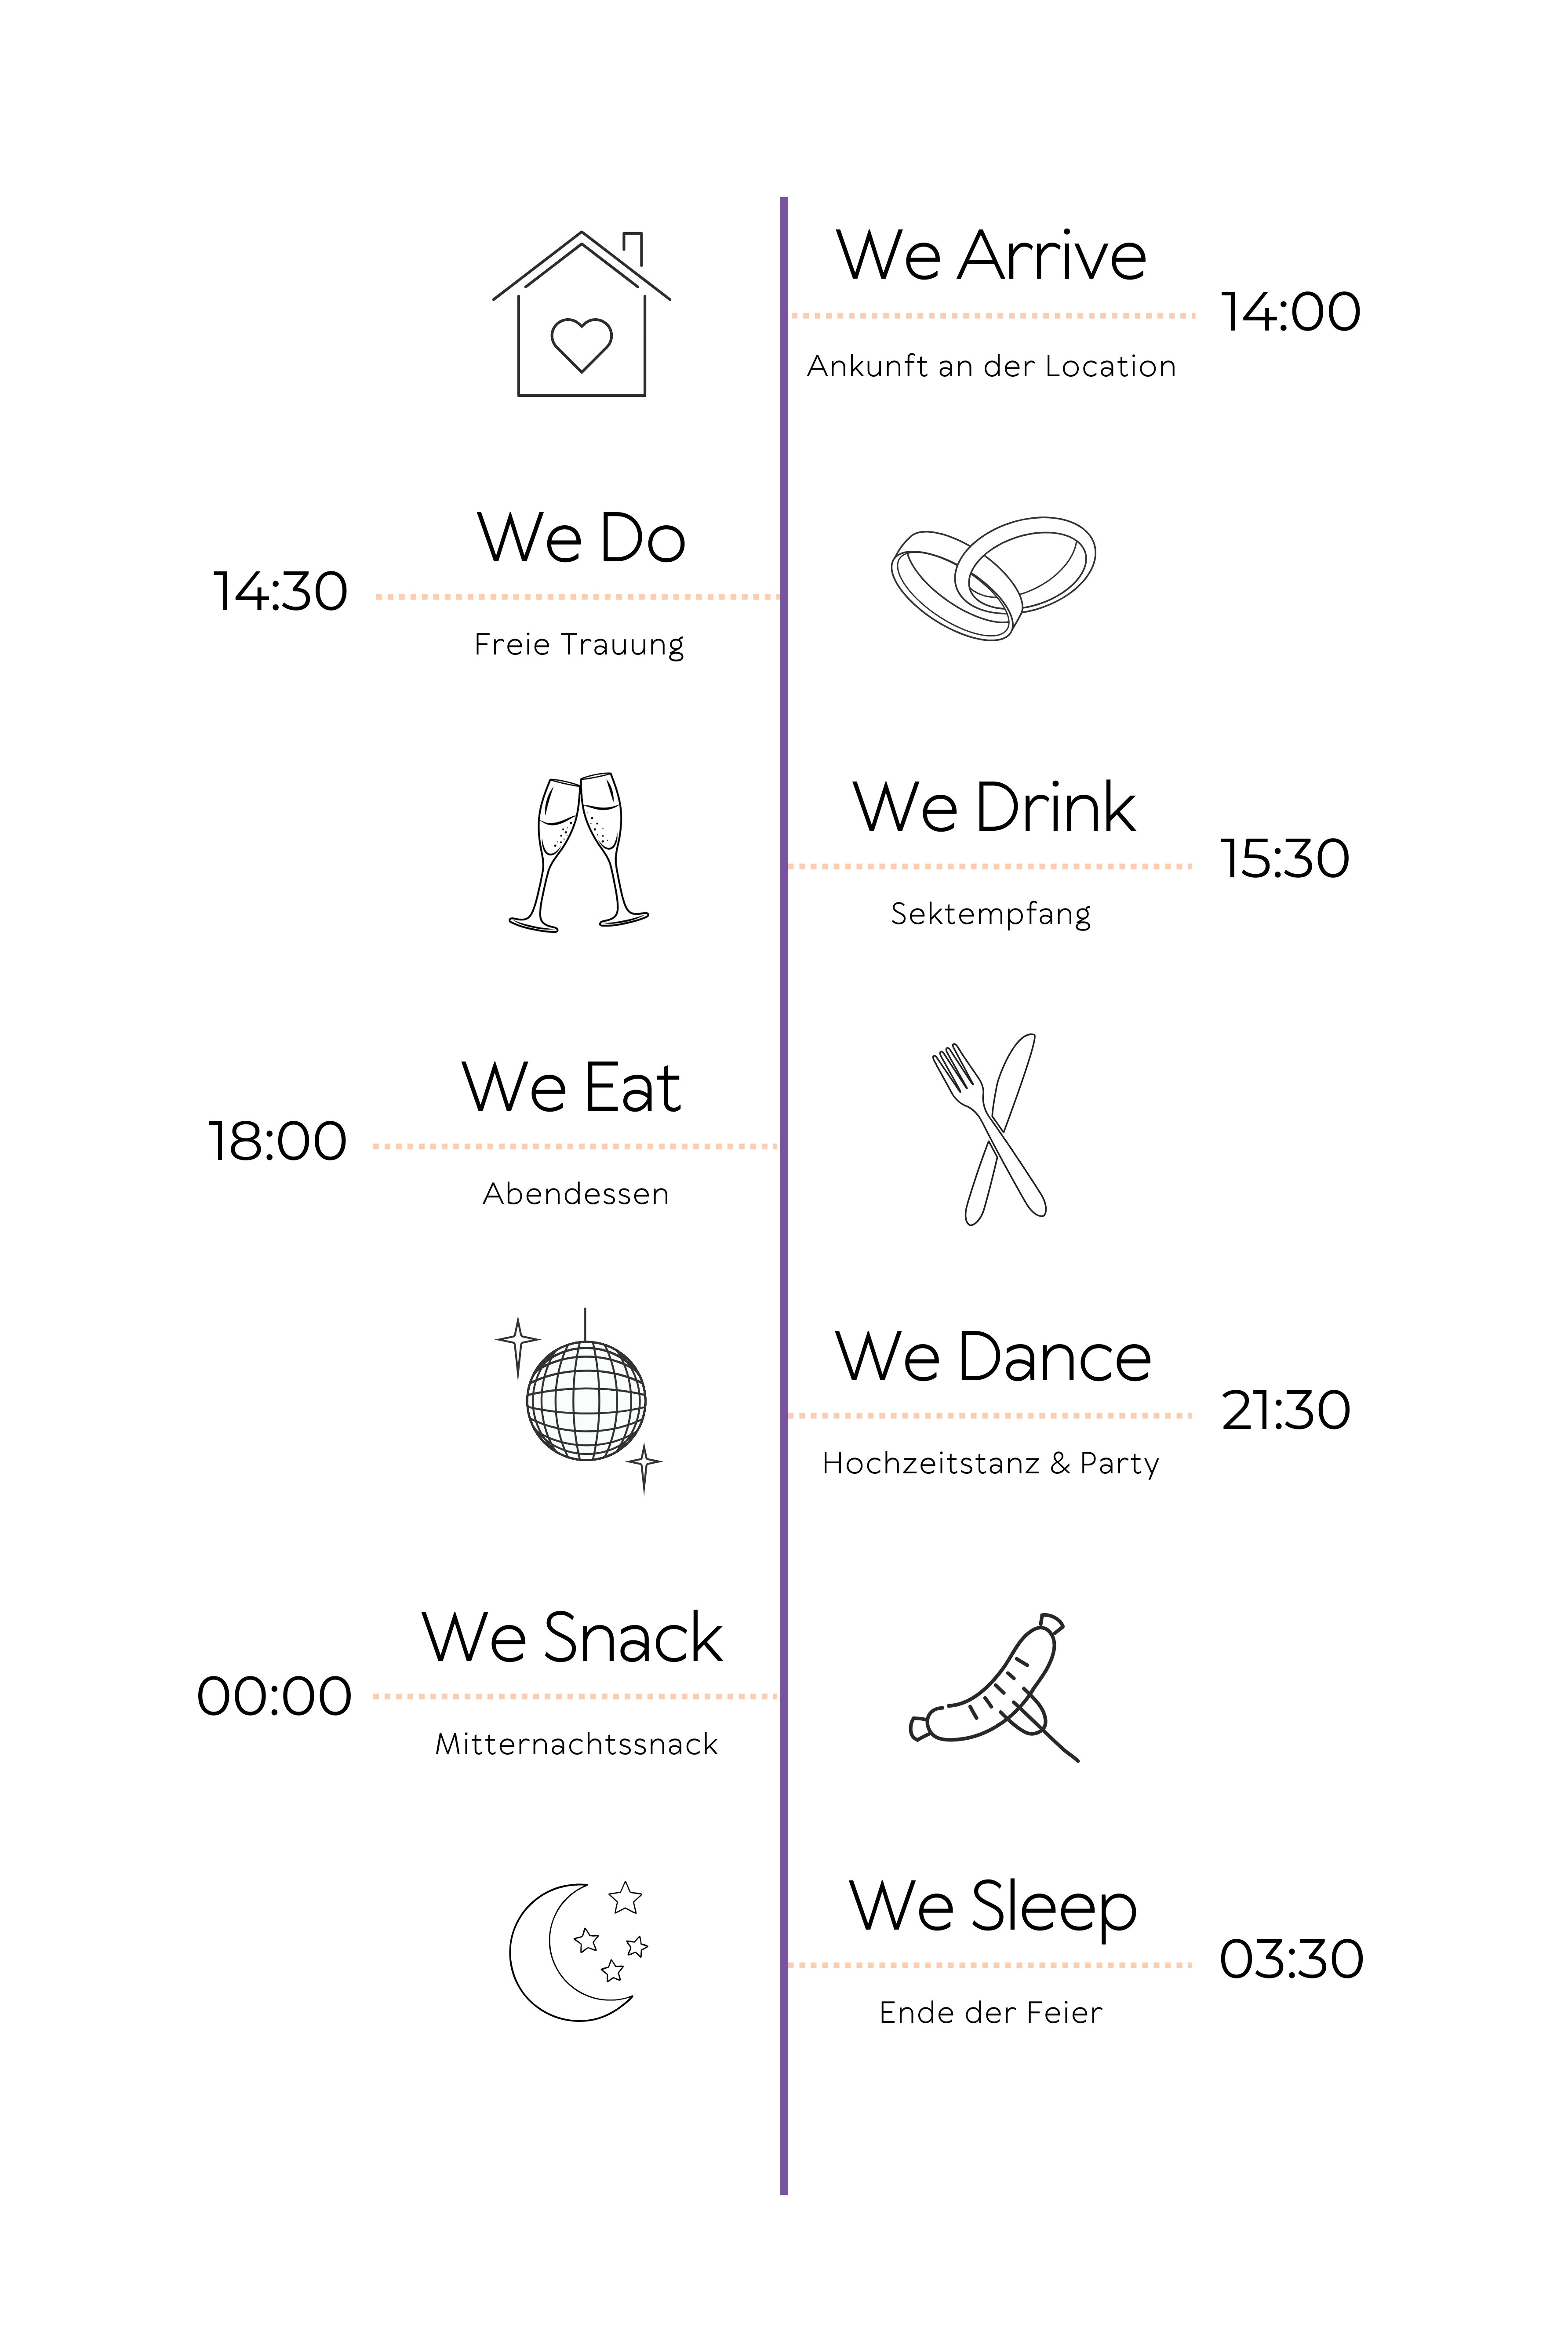 We Arrive
14:00
Ankunft an der Location
We Do
14:30
Freie Trauung
We Drink
15:30
Sektempfang
We Eat
18:00
Abendessen
We Dance
21:30
Hochzeitstanz & Party
We Snack
00:00
Mitternachtssnack
We Sleep
03:30
Ende der Feier